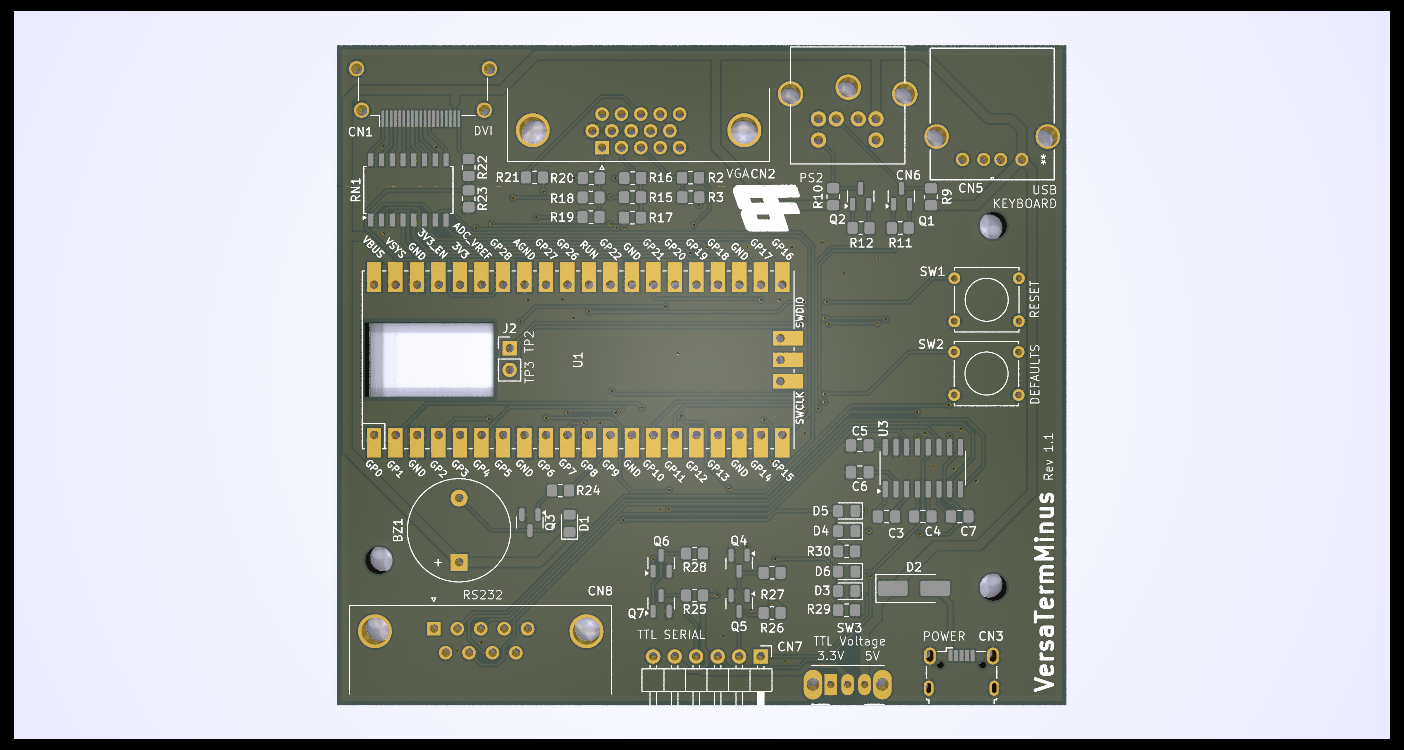 CN1
DVI
VGA
CN2
PS2
CN6
CN5
USB
KEYBOARD
**
RN1
R22
R23
R21
R20
R16
R2
R18
R15
R3
R19
R17
R10
Q2
R9
Q1
R12
R11
VBUS
VSYS
GND
3V3_EN
3V3
ADC_VREF
GP28
AGND
GP27
GP26
RUN
GP22
GND
GP21
GP20
GP19
GP18
GND
GP17
GP16
SW1
RESET
J2
TP2
TP3
U1
SWDIO
SWCLK
SW2
DEFAULTS
GP0
GP1
GND
GP2
GP3
GP4
GP5
GND
GP6
GP7
GP8
GP9
GND
GP10
GP11
GP12
GP13
GND
GP14
GP15
C5
U3
C6
C3
C4
C7
VersaTermMinus Rev 1.1
BZ1
+
R24
Q3
D1
D5
D4
R30
D6
D3
R29
D2
Q6
R28
Q4
R27
Q7
R25
Q5
R26
RS232
CN8
TTL SERIAL
CN7
SW3
TTL Voltage
3.3V 5V
POWER
CN3